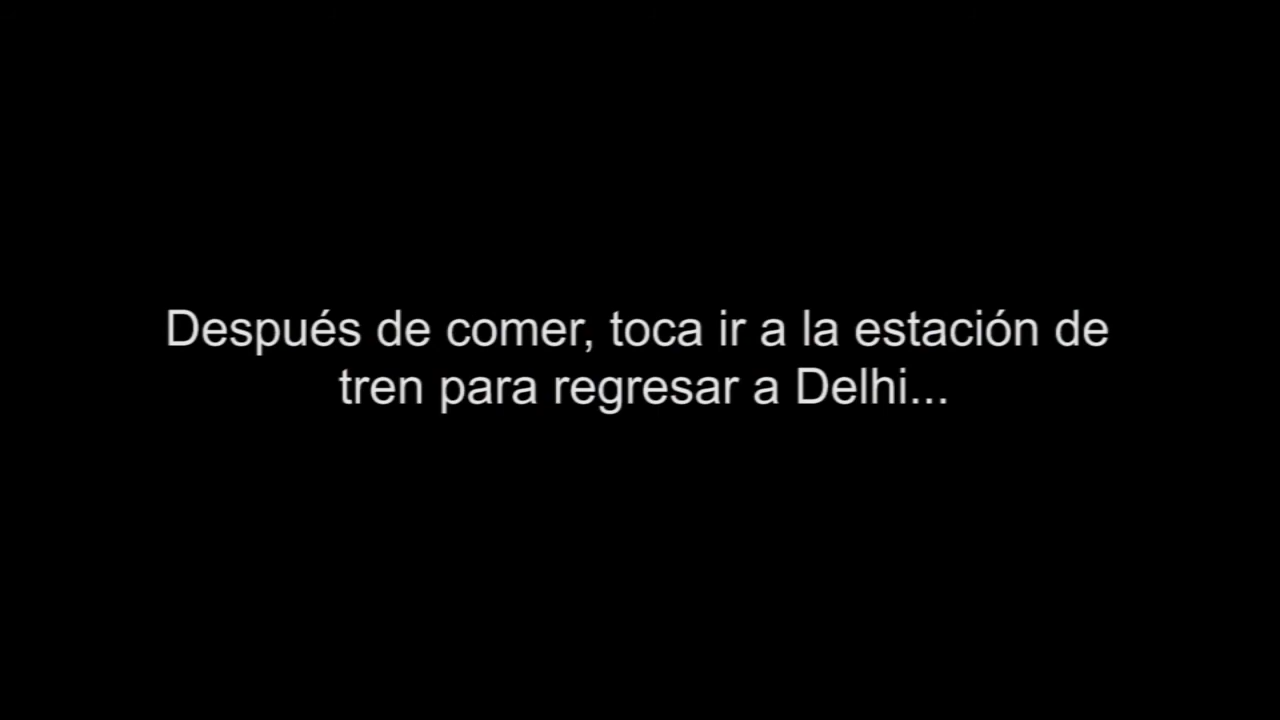 Después de comer, toca ir a la estación de
tren para regresar a Delhi...